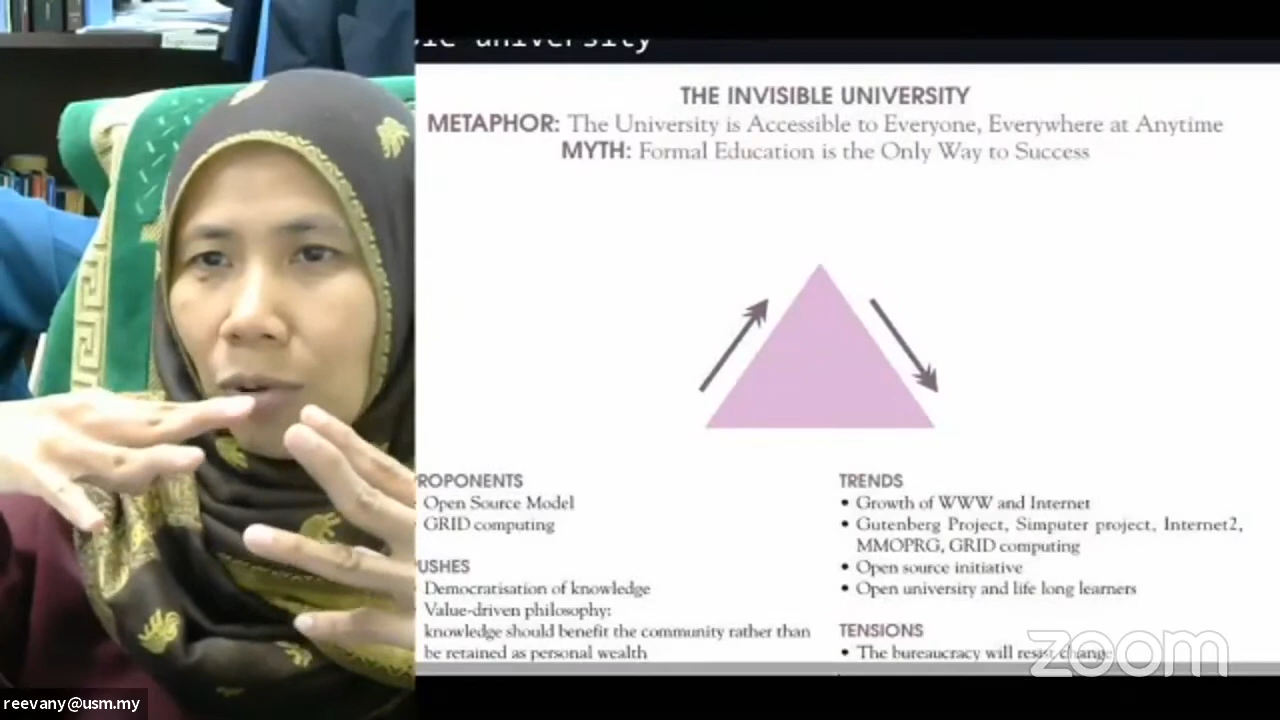 university
THE INVISIBLE UNIVERSITY
METAPHOR: The University is Accessible to Everyone, Everywhere at Anytime
MYTH: Formal Education is the Only Way to Success
ROPONENTS
Open Source Model
GRID computing
USHES
Democratisation of knowledge
Value-driven philosophy:
knowledge should benefit the community rather than
be retained as personal wealth
TRENDS
• Growth of WWW and Internet
• Gutenberg Project, Simputer project, Internet2,
MMOPRG, GRID computing
• Open source initiative
• Open university and life long learners
TENSIONS
• The bureaucracy will resist change
zoom
reevany@usm.my